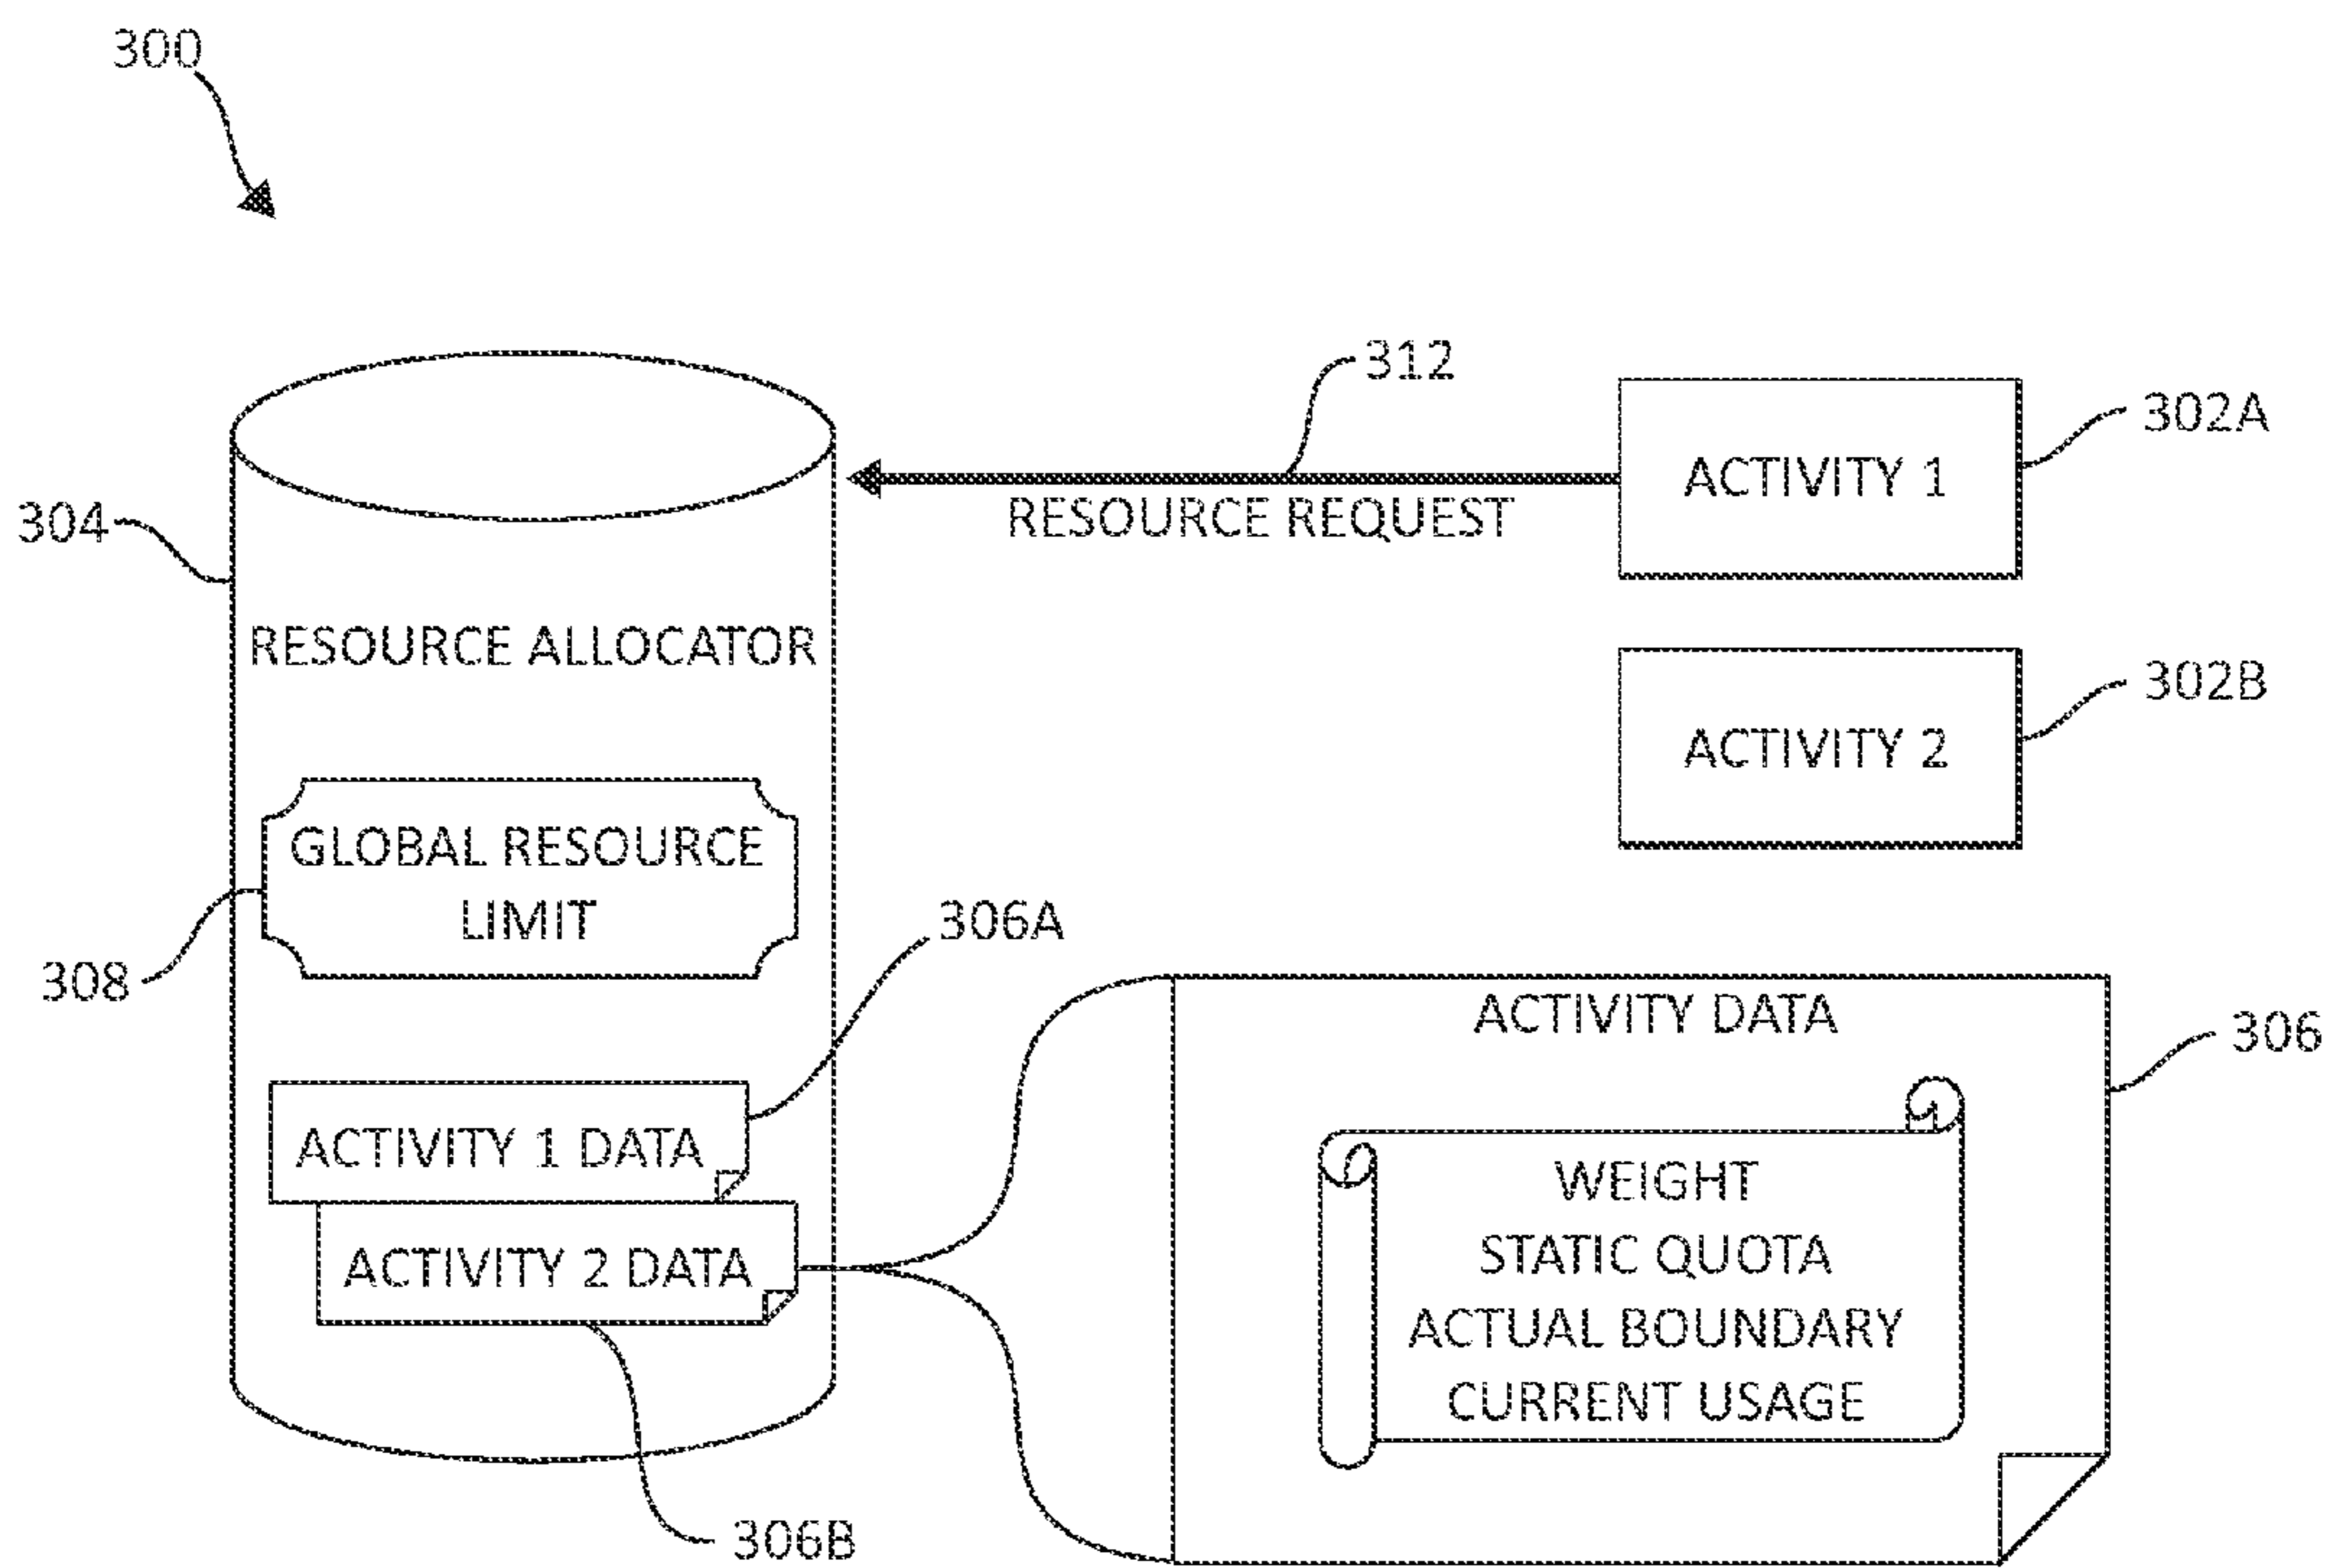 300
312
302A
ACTIVITY 1
RESOURCE REQUEST
304
RESOURCE ALLOCATOR
302B
ACTIVITY 2
GLOBAL RESOURCE
LIMIT
308
306A
ACTIVITY DATA
306
ACTIVITY 1 DATA
ACTIVITY 2 DATA
WEIGHT
STATIC QUOTA
ACTUAL BOUNDARY
CURRENT USAGE
306B